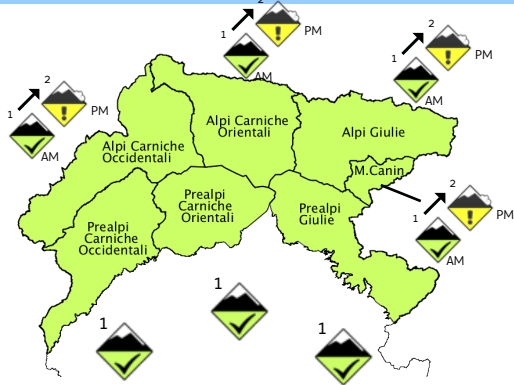 2
1
PM
AM
2
1
PM
AM
2
1
PM
AM
Alpi Carniche
Orientali
Alpi Giulie
Alpi Carniche
Occidentali
M.Canin
Prealpi
Carniche
Orientali
Prealpi
Giulie
Prealpi
Carniche
Occidentali
2
1
PM
AM
1
1
1